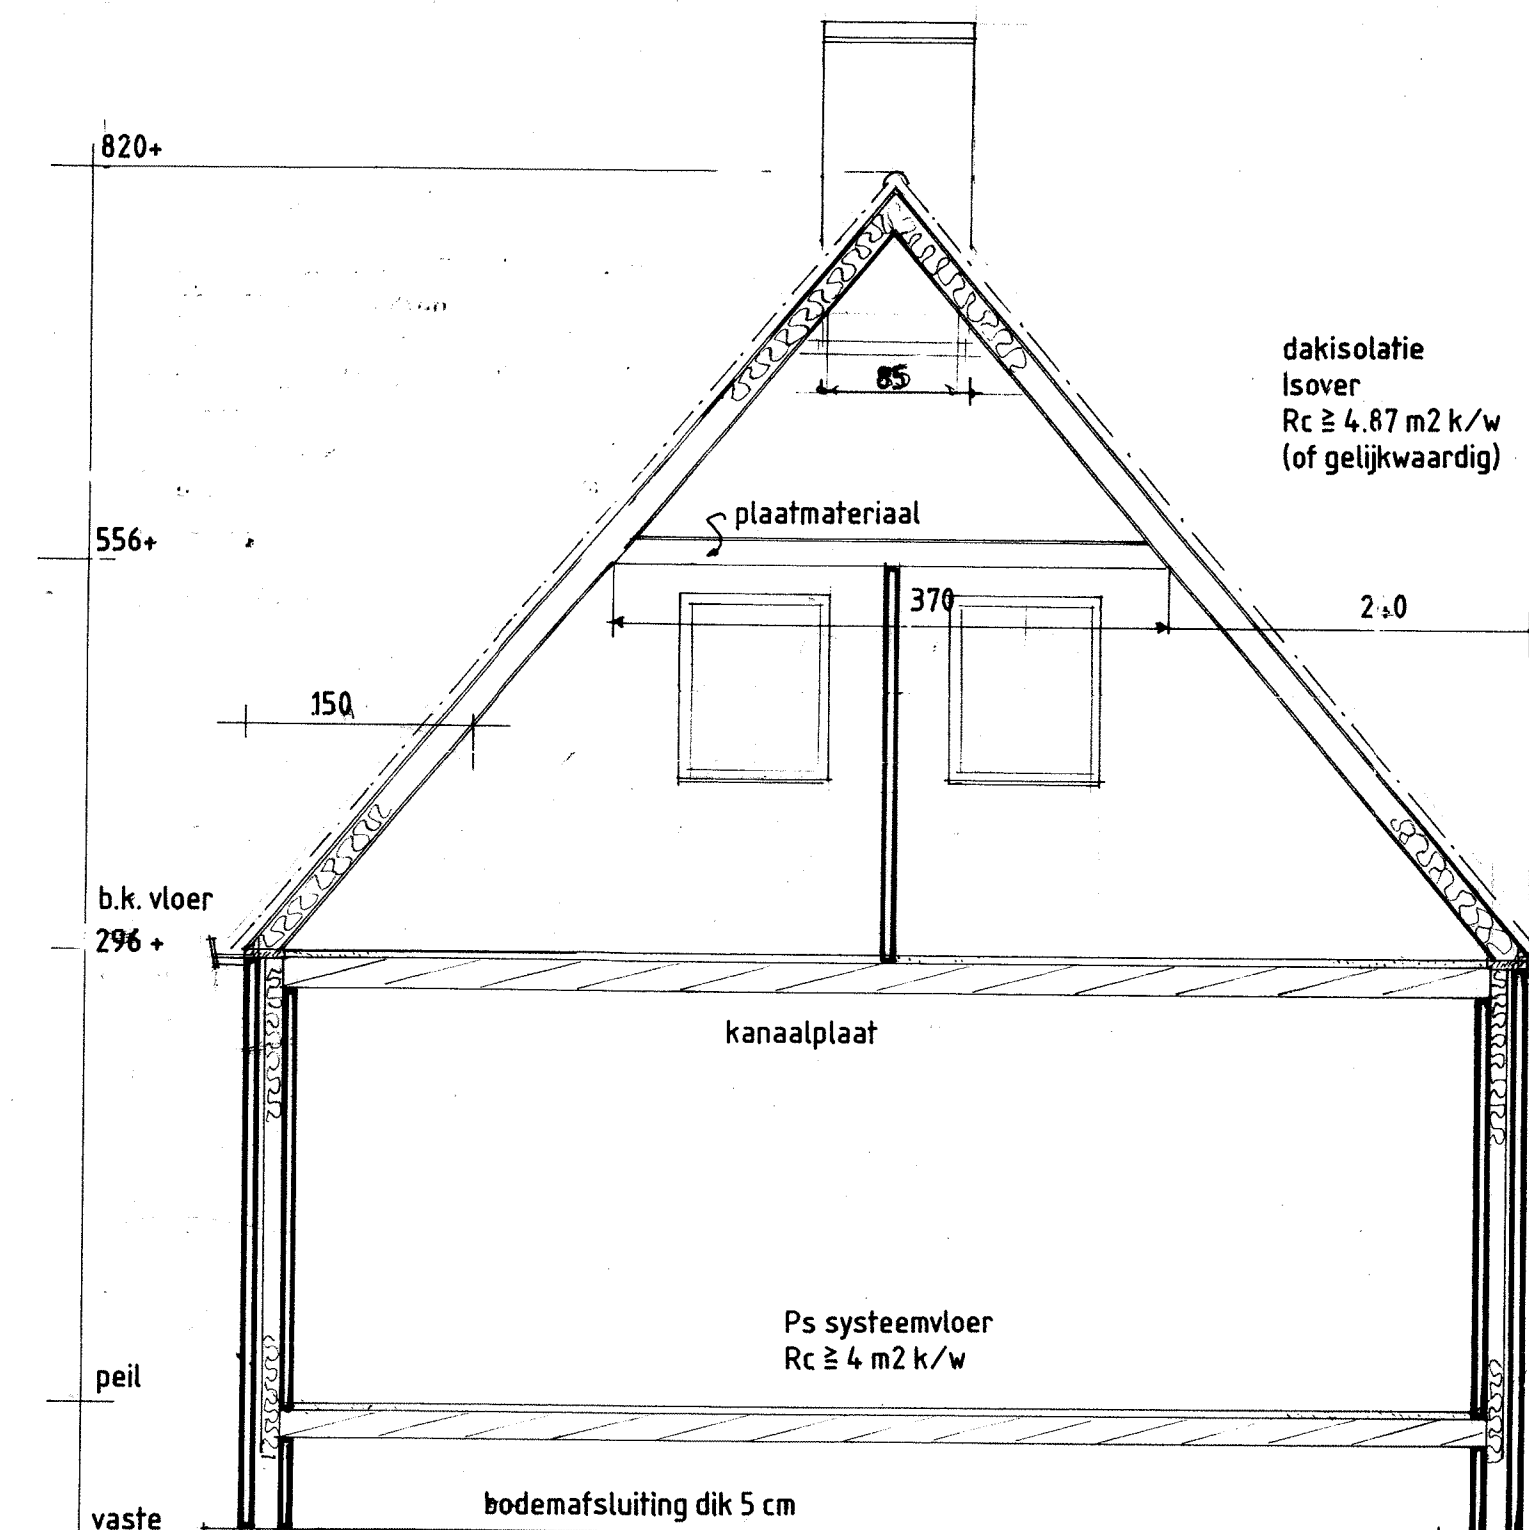 820+
85
dakisolatie
Isover
Rc ≧ 4.87 m2 k/w
(of gelijkwaardig)
plaatmateriaal
556+
370
150
b.k. vloer
296 +
kanaalplaat
Ps systeemvloer
Rc ≧ 4 m2 k/w
peil
bodemafsluiting dik 5 cm
vaste